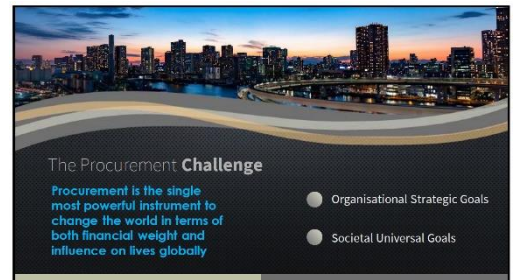 The Procurement Challenge
Procurement is the single
most powerful instrument to
change the world in terms of
both financial weight and
influence on lives globally
Organisational Strategic Goals
Societal Universal Goals